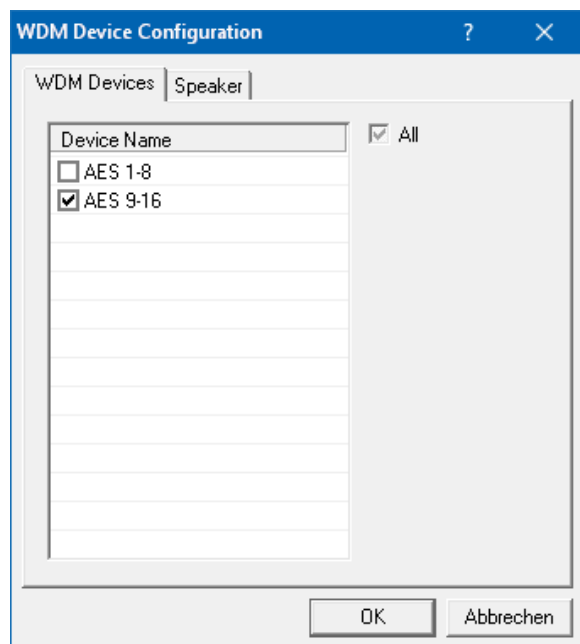 WDM Device Configuration
WDM Devices Speaker
Device Name
All
AES 1-8
AES 9-16
OK Abbrechen